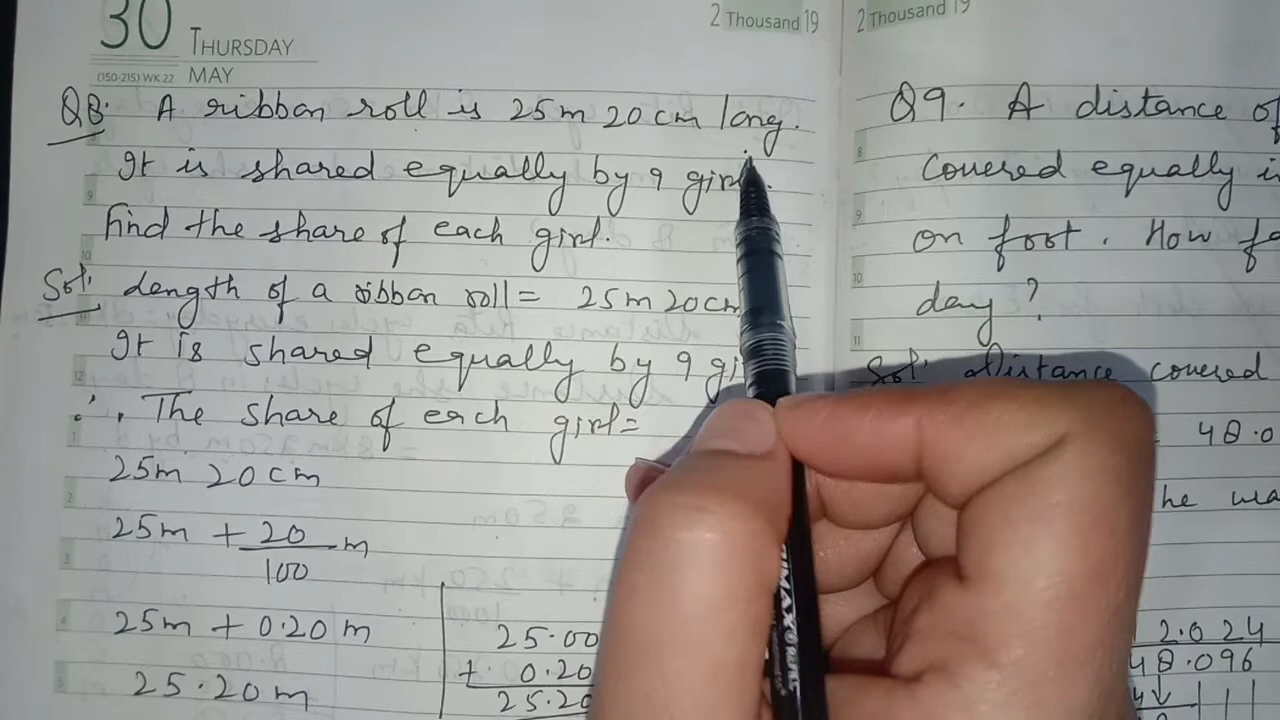 30 THURSDAY
(150-215) WK 22 MAY
2 Thousand 19
Q8. A ribbon roll is 25m 20cm long.
It is shared equally by 9 girls.
Find the share of each girl.
Sol. Length of a ribbon roll = 25m 20cm
It is shared equally by 9 gi
∴ The share of each girl =
25m 20cm
25m + 20/100 m
25m + 0.20 m
25.20 m
25.00
+ 0.20
25.20
2 Thousand 19
Q9. A distance of
Covered equally i
on foot. How fa
day?
Sol. Distance covered
48.0
he wa
2.024
48.096